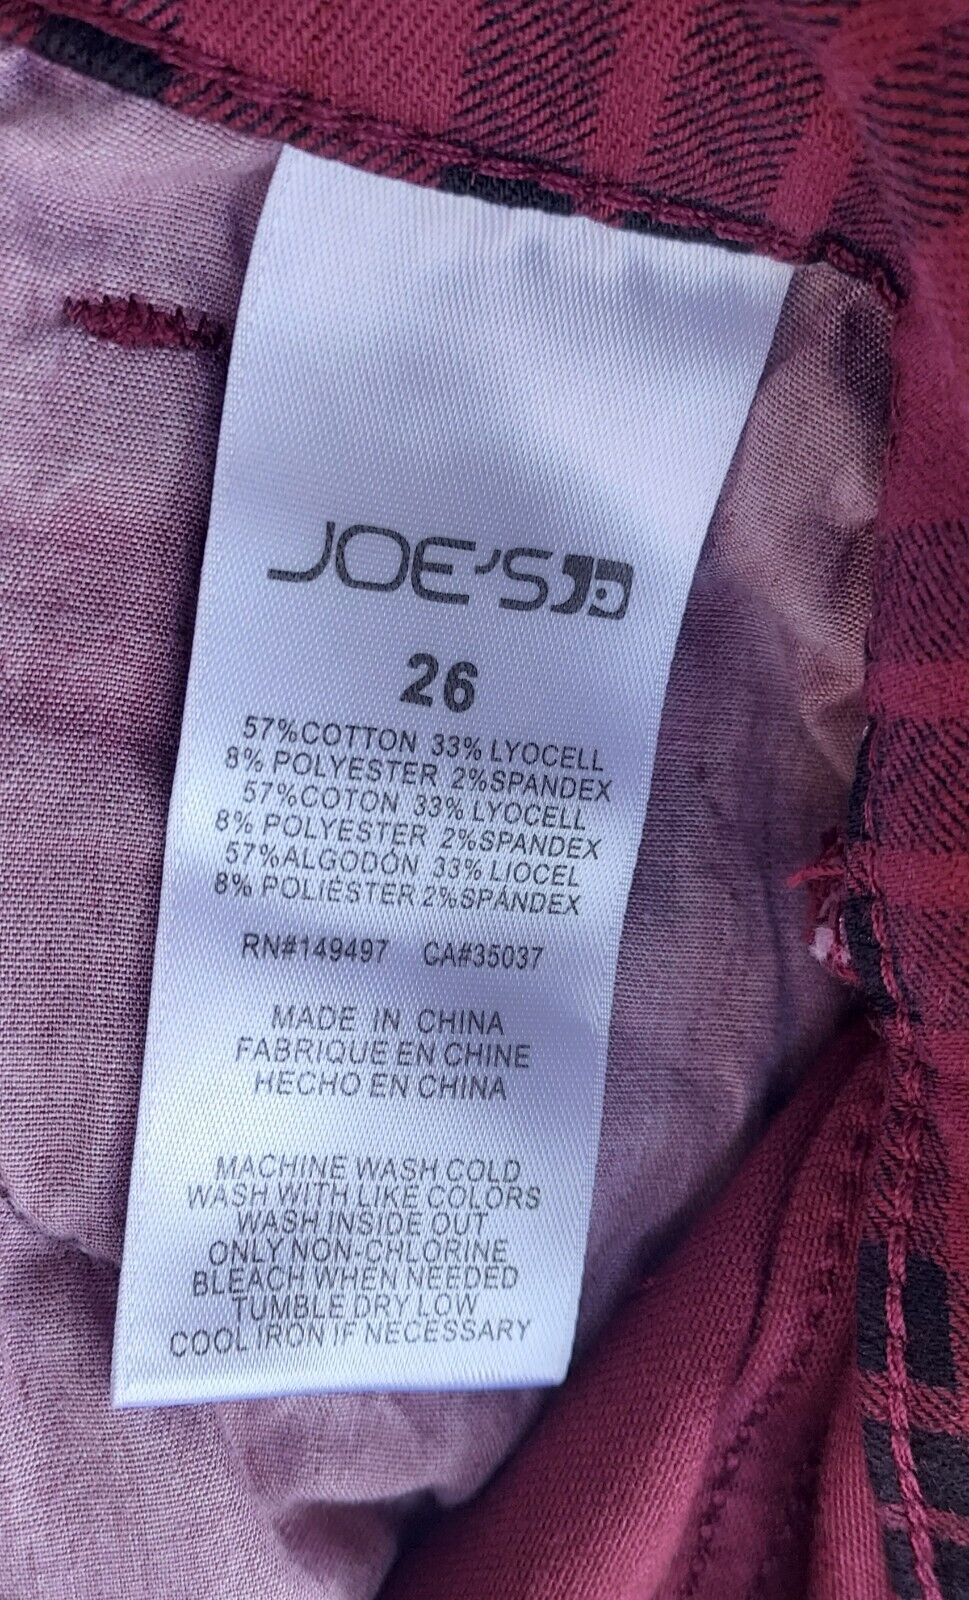 JOE'S
26
57%COTTON 33% LYOCELL
8% POLYESTER 2%SPANDEX
57%COTON 33% LYOCELL
8% POLYESTER 2%SPANDEX
57%ALGODÓN 33% LIOCEL
8% POLIÉSTER 2%SPÁNDEX
RN#149497 CA#35037
MADE IN CHINA
FABRIQUE EN CHINE
HECHO EN CHINA
MACHINE WASH COLD
WASH WITH LIKE COLORS
WASH INSIDE OUT
ONLY NON-CHLORINE
BLEACH WHEN NEEDED
TUMBLE DRY LOW
COOL IRON IF NECESSARY